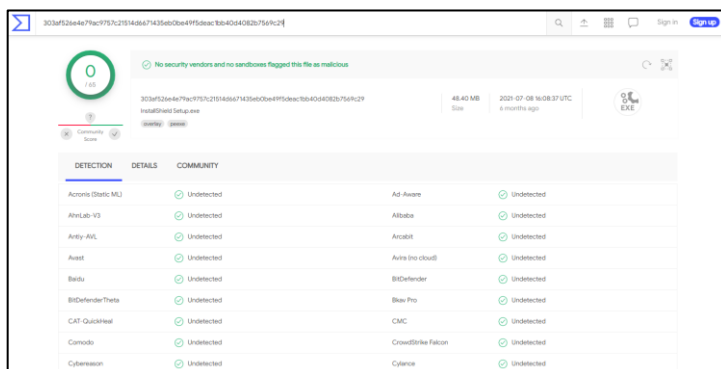 303af526e4e79ac9757c21514d6671435eb0be49f5deac1bb40d4082b7569c29
Sign in
Sign up
0
/ 65
?
Community
Score
No security vendors and no sandboxes flagged this file as malicious
303af526e4e79ac9757c21514d6671435eb0be49f5deac1bb40d4082b7569c29
InstallShield Setup.exe
overlay peexe
48.40 MB
Size
2021-07-08 16:08:37 UTC
6 months ago
EXE
DETECTION DETAILS COMMUNITY
Acronis (Static ML) Undetected Ad-Aware Undetected
AhnLab-V3 Undetected Alibaba Undetected
Antiy-AVL Undetected Arcabit Undetected
Avast Undetected Avira (no cloud) Undetected
Baidu Undetected BitDefender Undetected
BitDefenderTheta Undetected Bkav Pro Undetected
CAT-QuickHeal Undetected CMC Undetected
Comodo Undetected CrowdStrike Falcon Undetected
Cybereason Undetected Cylance Undetected